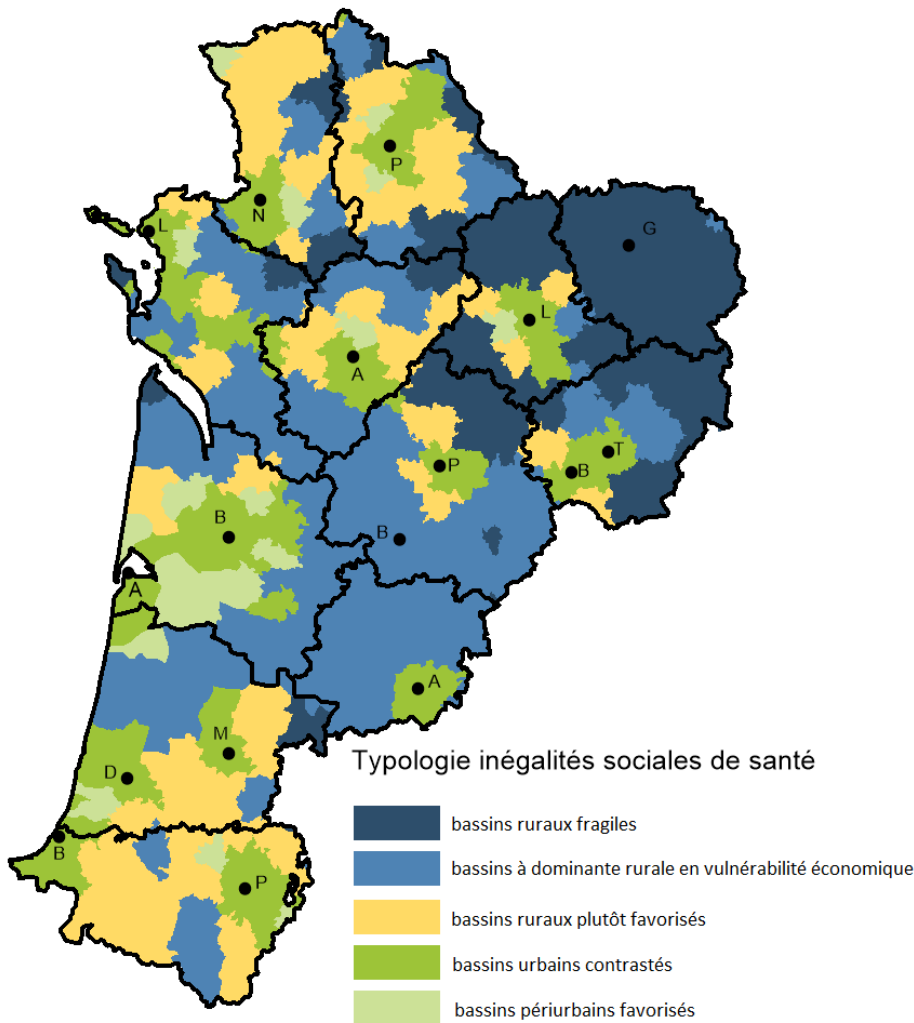 P
N
L
G
L
A
P
T
B
B
B
A
A
M
D
B
P
Typologie inégalités sociales de santé
bassins ruraux fragiles
bassins à dominante rurale en vulnérabilité économique
bassins ruraux plutôt favorisés
bassins urbains contrastés
bassins périurbains favorisés